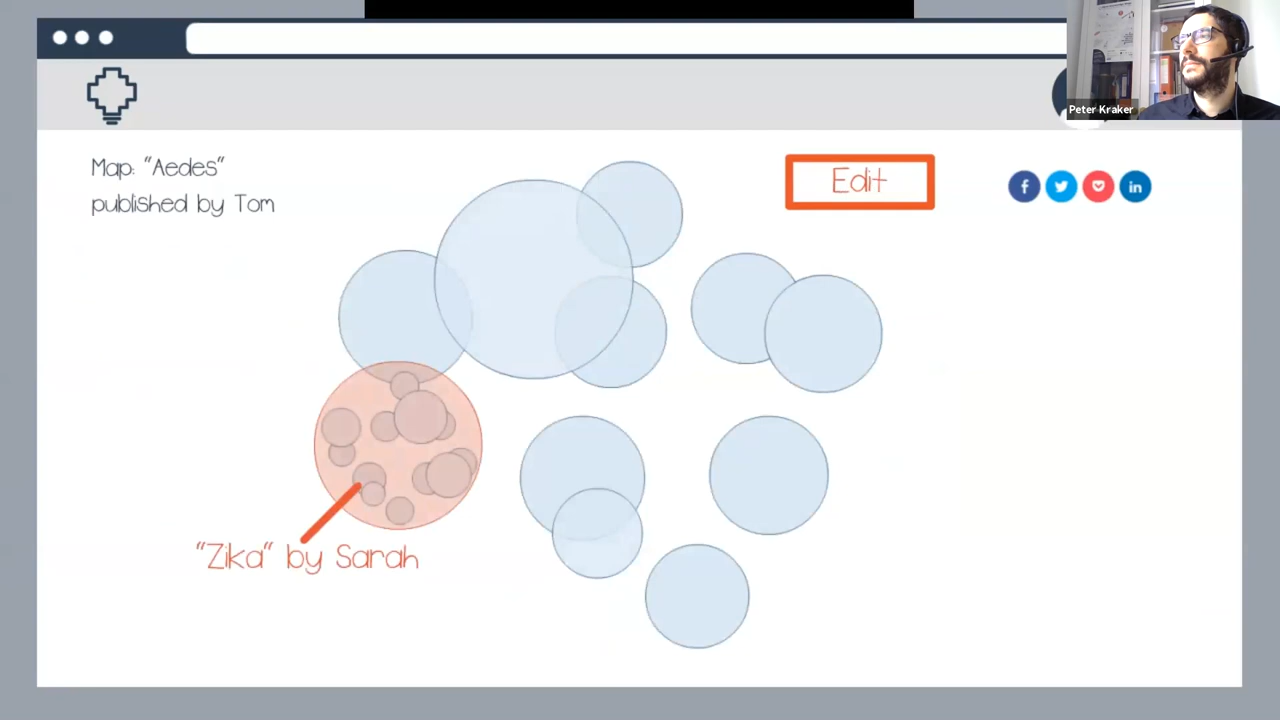 Peter Kraker
Map: "Aedes"
published by Tom
Edit
"Zika" by Sarah